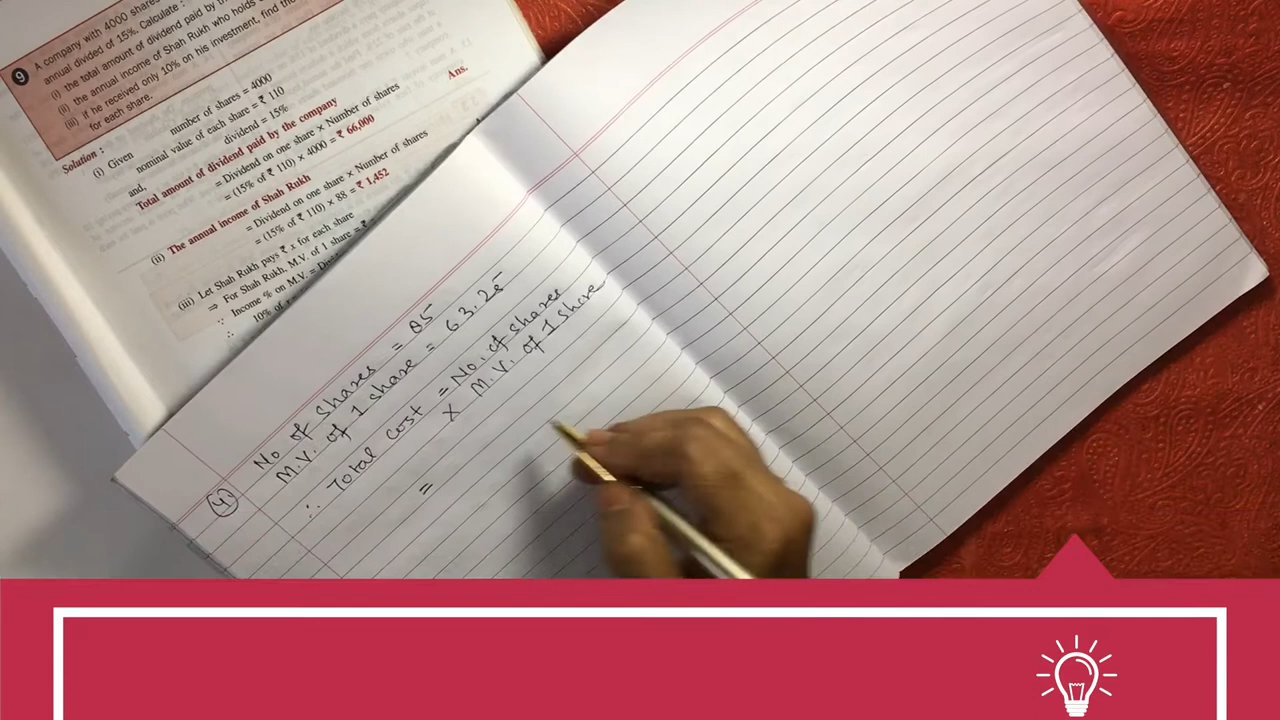 9 A company with 4000 shares
annual divided of 15%. Calculate :
(i) the total amount of dividend paid by the
(ii) the annual income of Shah Rukh who holds
(iii) if he received only 10% on his investment, find the
for each share.
Solution :
(i) Given number of shares = 4000
nominal value of each share = ₹ 110
and, dividend = 15%
Total amount of dividend paid by the company
= Dividend on one share × Number of shares
= (15% of ₹ 110) × 4000 = ₹ 66,000 Ans.
(ii) The annual income of Shah Rukh
= Dividend on one share × Number of shares
= (15% of ₹ 110) × 88 = ₹ 1,452
(iii) Let Shah Rukh pays ₹ x for each share
⇒ For Shah Rukh, M.V. of 1 share = ₹
∵ Income % on M.V. =
∴ 10% of
4) No of shares = 85
M.V. of 1 share = 63.25
∴ Total cost = No. of shares
× M.V. of 1 share
=